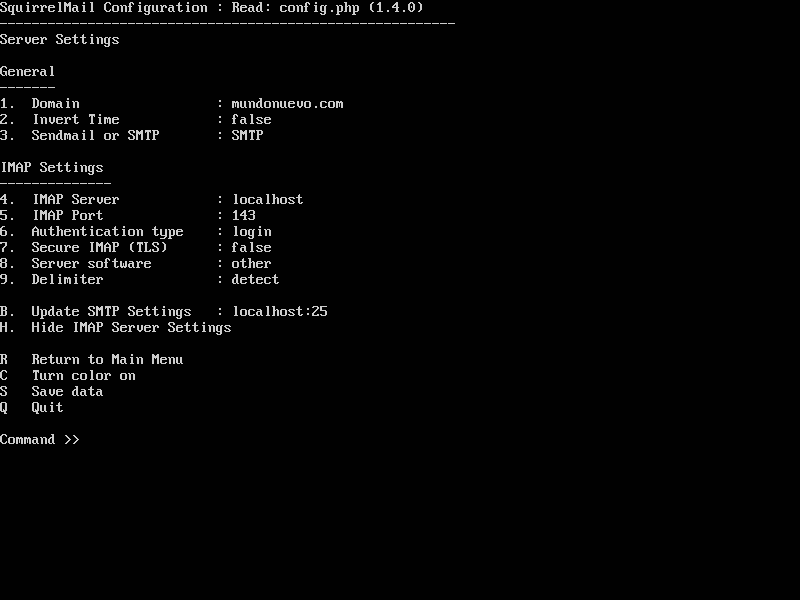 SquirrelMail Configuration : Read: config.php (1.4.0)
---------------------------------------------------------
Server Settings

General
-------
1.  Domain                 : mundonuevo.com
2.  Invert Time            : false
3.  Sendmail or SMTP       : SMTP

IMAP Settings
--------------
4.  IMAP Server            : localhost
5.  IMAP Port              : 143
6.  Authentication type    : login
7.  Secure IMAP (TLS)      : false
8.  Server software        : other
9.  Delimiter              : detect

B.  Update SMTP Settings   : localhost:25
H.  Hide IMAP Server Settings

R   Return to Main Menu
C   Turn color on
S   Save data
Q   Quit

Command >>